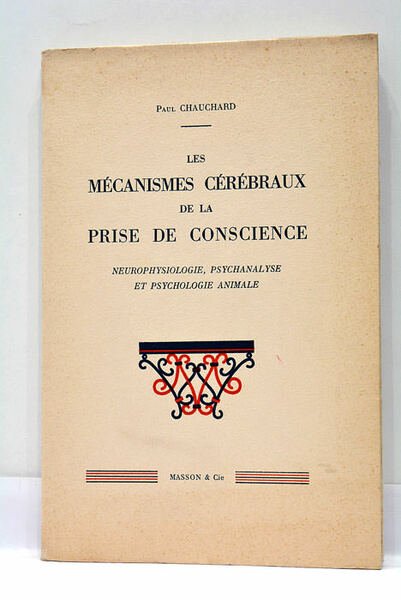 PAUL CHAUCHARD
LES
MÉCANISMES CÉRÉBRAUX
DE LA
PRISE DE CONSCIENCE
NEUROPHYSIOLOGIE, PSYCHANALYSE
ET PSYCHOLOGIE ANIMALE
MASSON & Cie